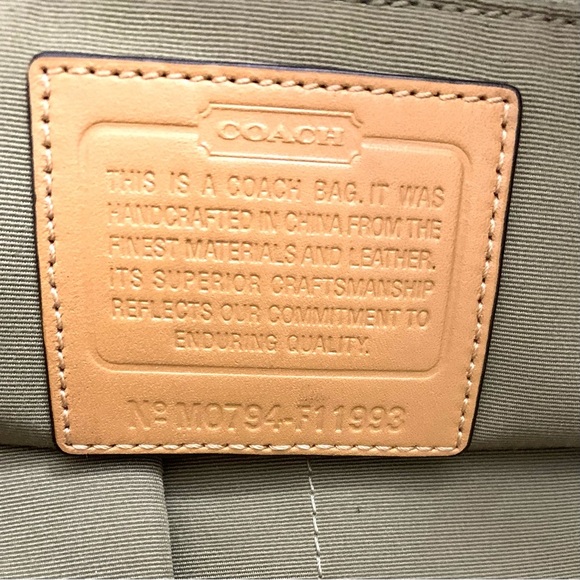 COACH
THIS IS A COACH BAG. IT WAS
HANDCRAFTED IN CHINA FROM THE
FINEST MATERIALS AND LEATHER.
ITS SUPERIOR CRAFTSMANSHIP
REFLECTS OUR COMMITMENT TO
ENDURING QUALITY.
Nº M0794-F11993